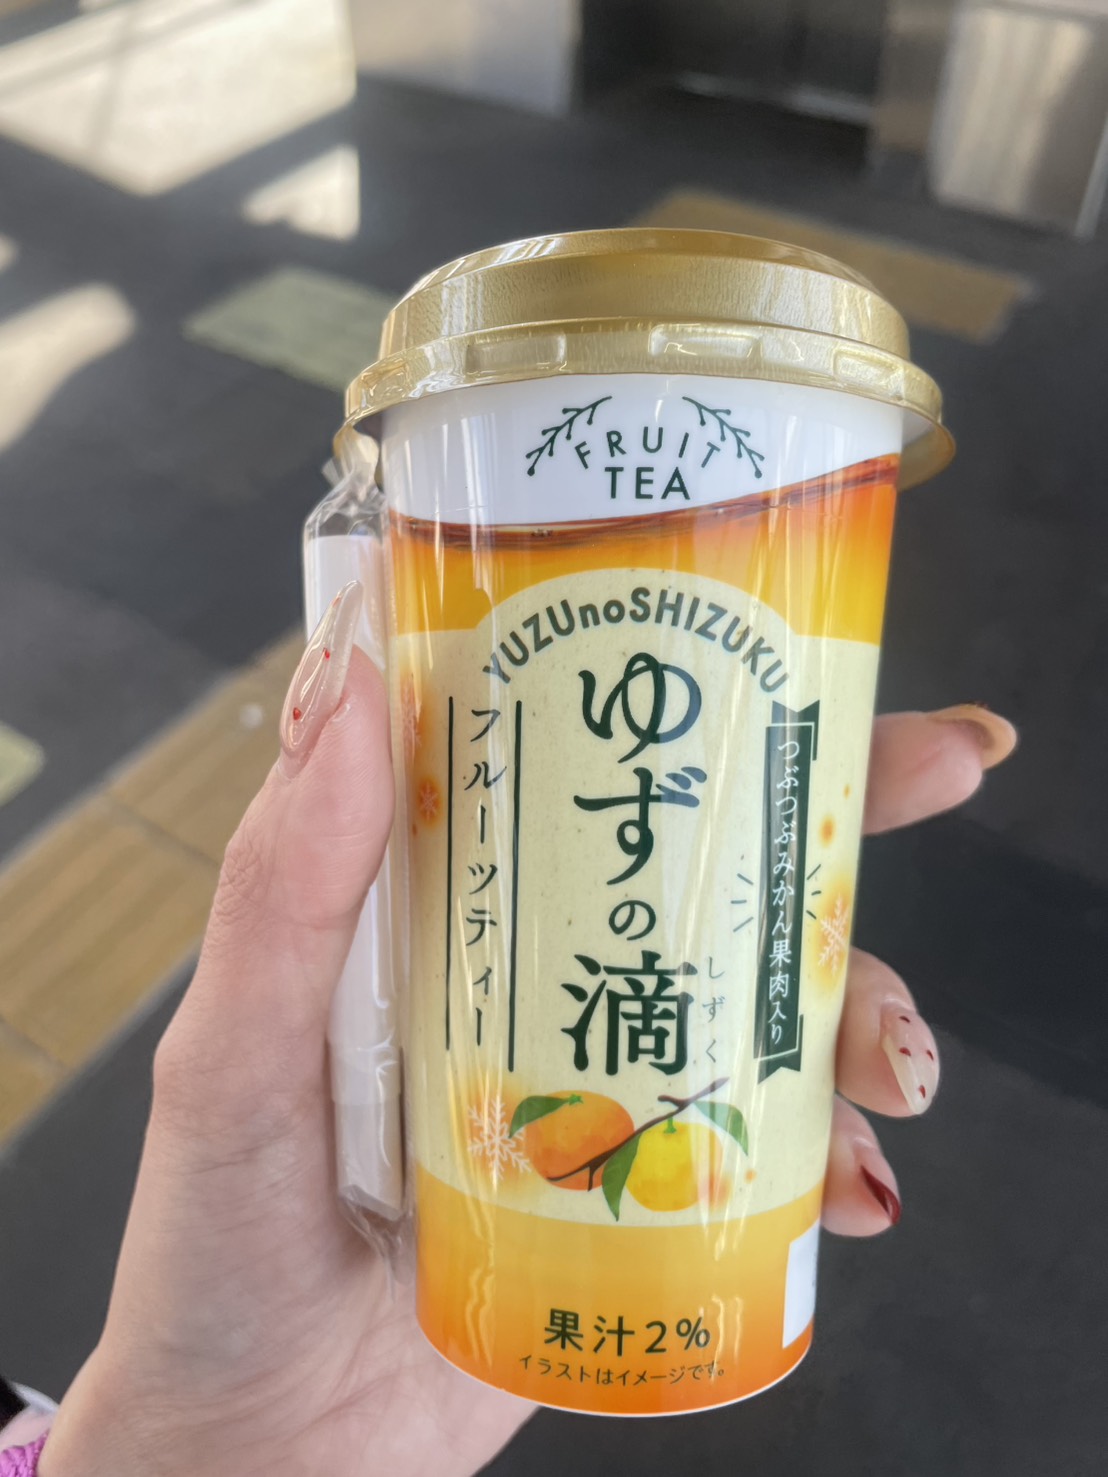 FRUIT
TEA
YUZUnoSHIZUKU
ゆずの滴
しずく
フルーツティー
つぶつぶみかん果肉入り
果汁2%
イラストはイメージです。